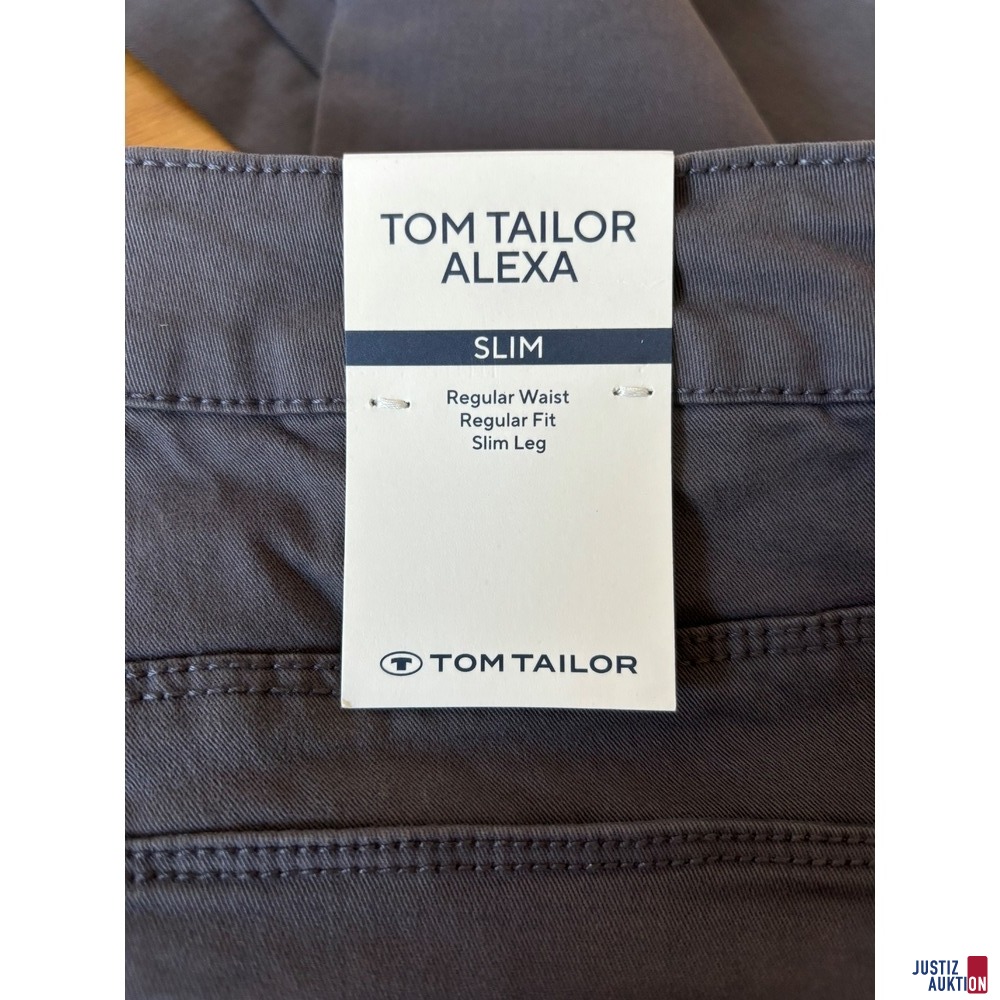 TOM TAILOR
ALEXA
SLIM
Regular Waist
Regular Fit
Slim Leg
TOM TAILOR
JUSTIZ
AUKTION